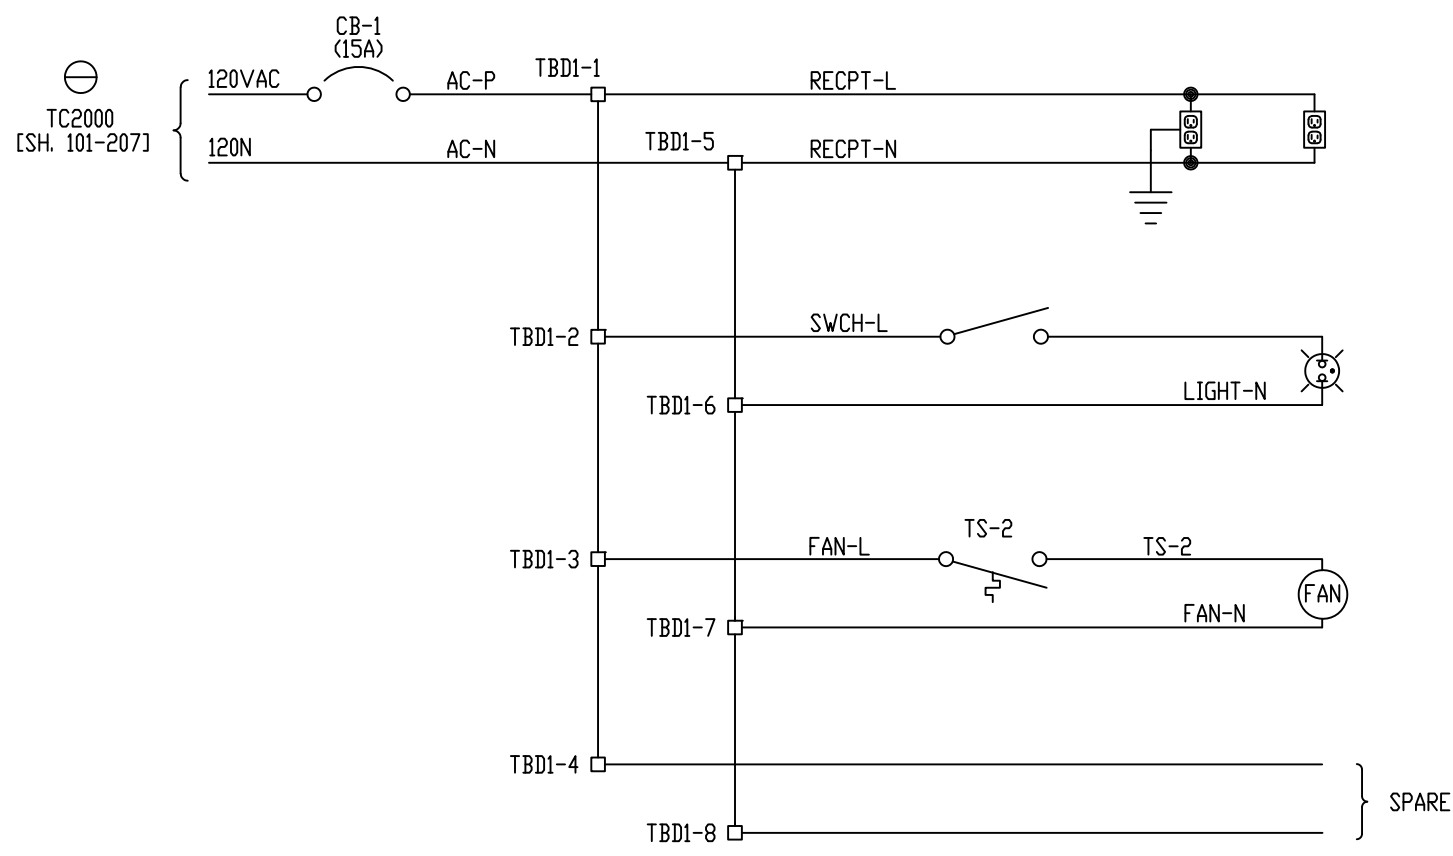 CB-1
(15A)
TBD1-1
120VAC
AC-P
RECPT-L
TC2000
[SH. 101-207]
120N
AC-N
TBD1-5
RECPT-N
TBD1-2
SWCH-L
TBD1-6
LIGHT-N
TS-2
TBD1-3
FAN-L
TS-2
FAN
TBD1-7
FAN-N
TBD1-4
SPARE
TBD1-8